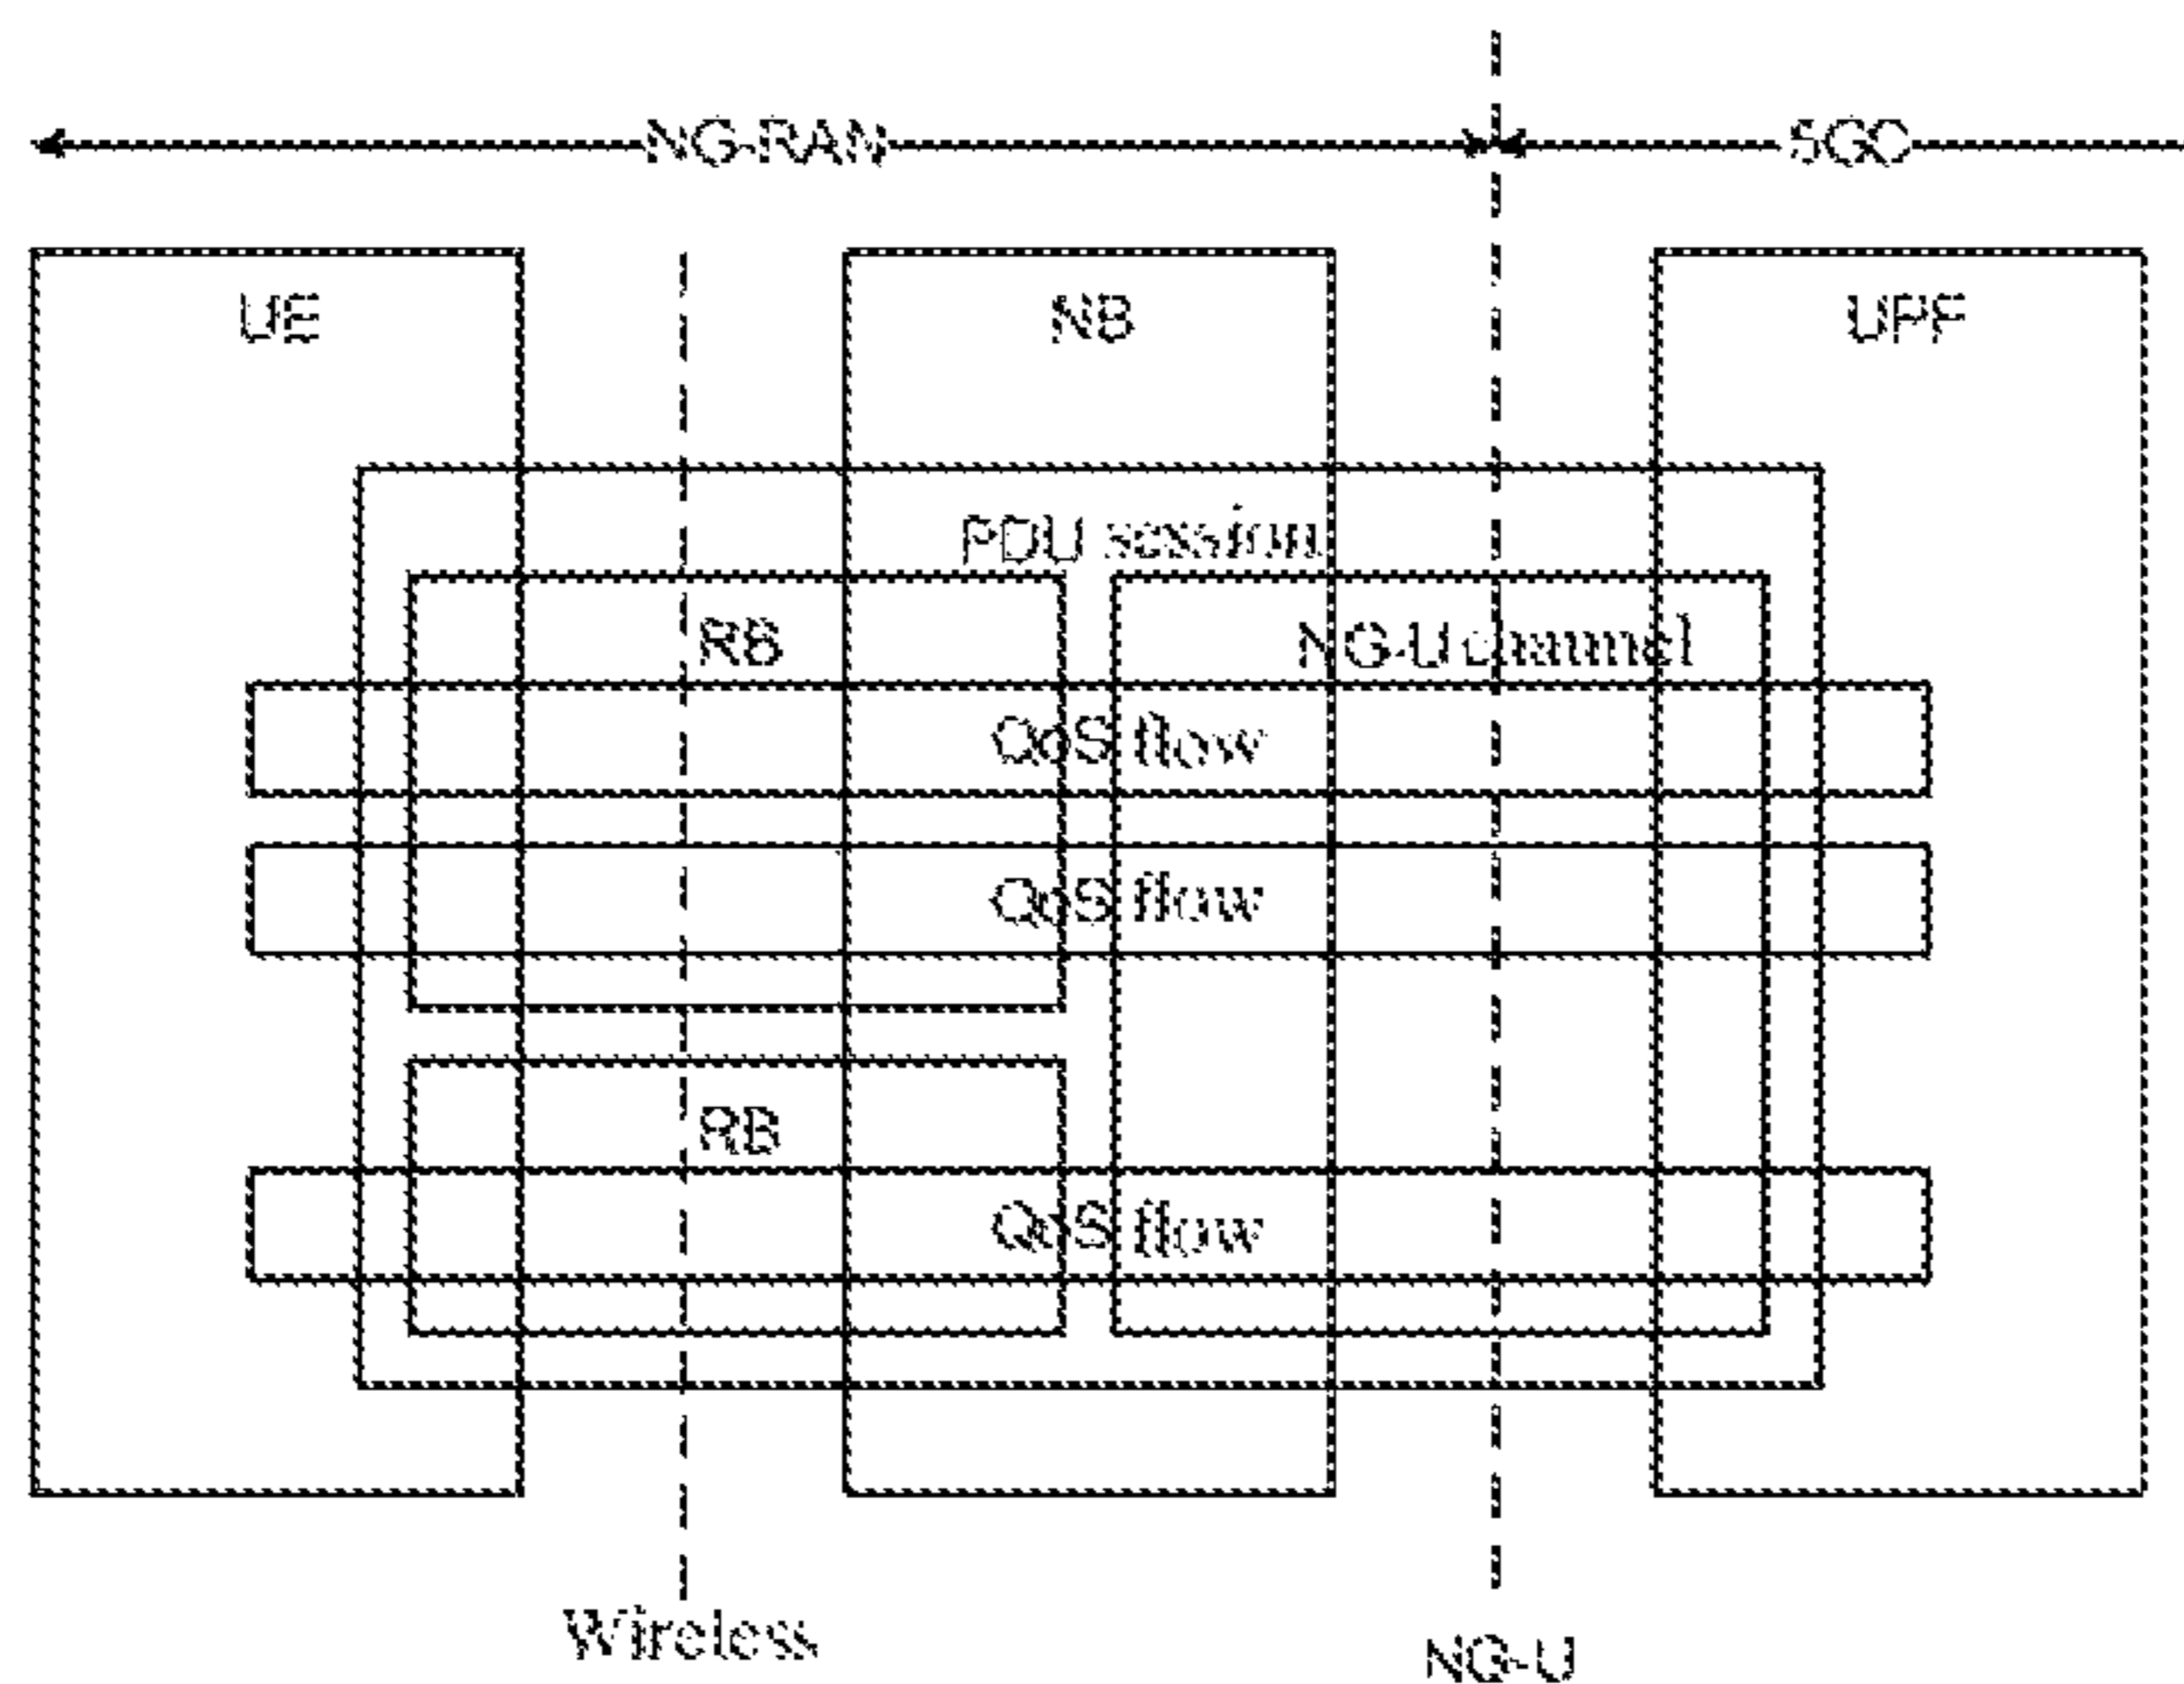 NG-RAN
5GC
UE
NB
UPF
PDU session
RB
NG-U channel
QoS flow
QoS flow
RB
QoS flow
Wireless
NG-U